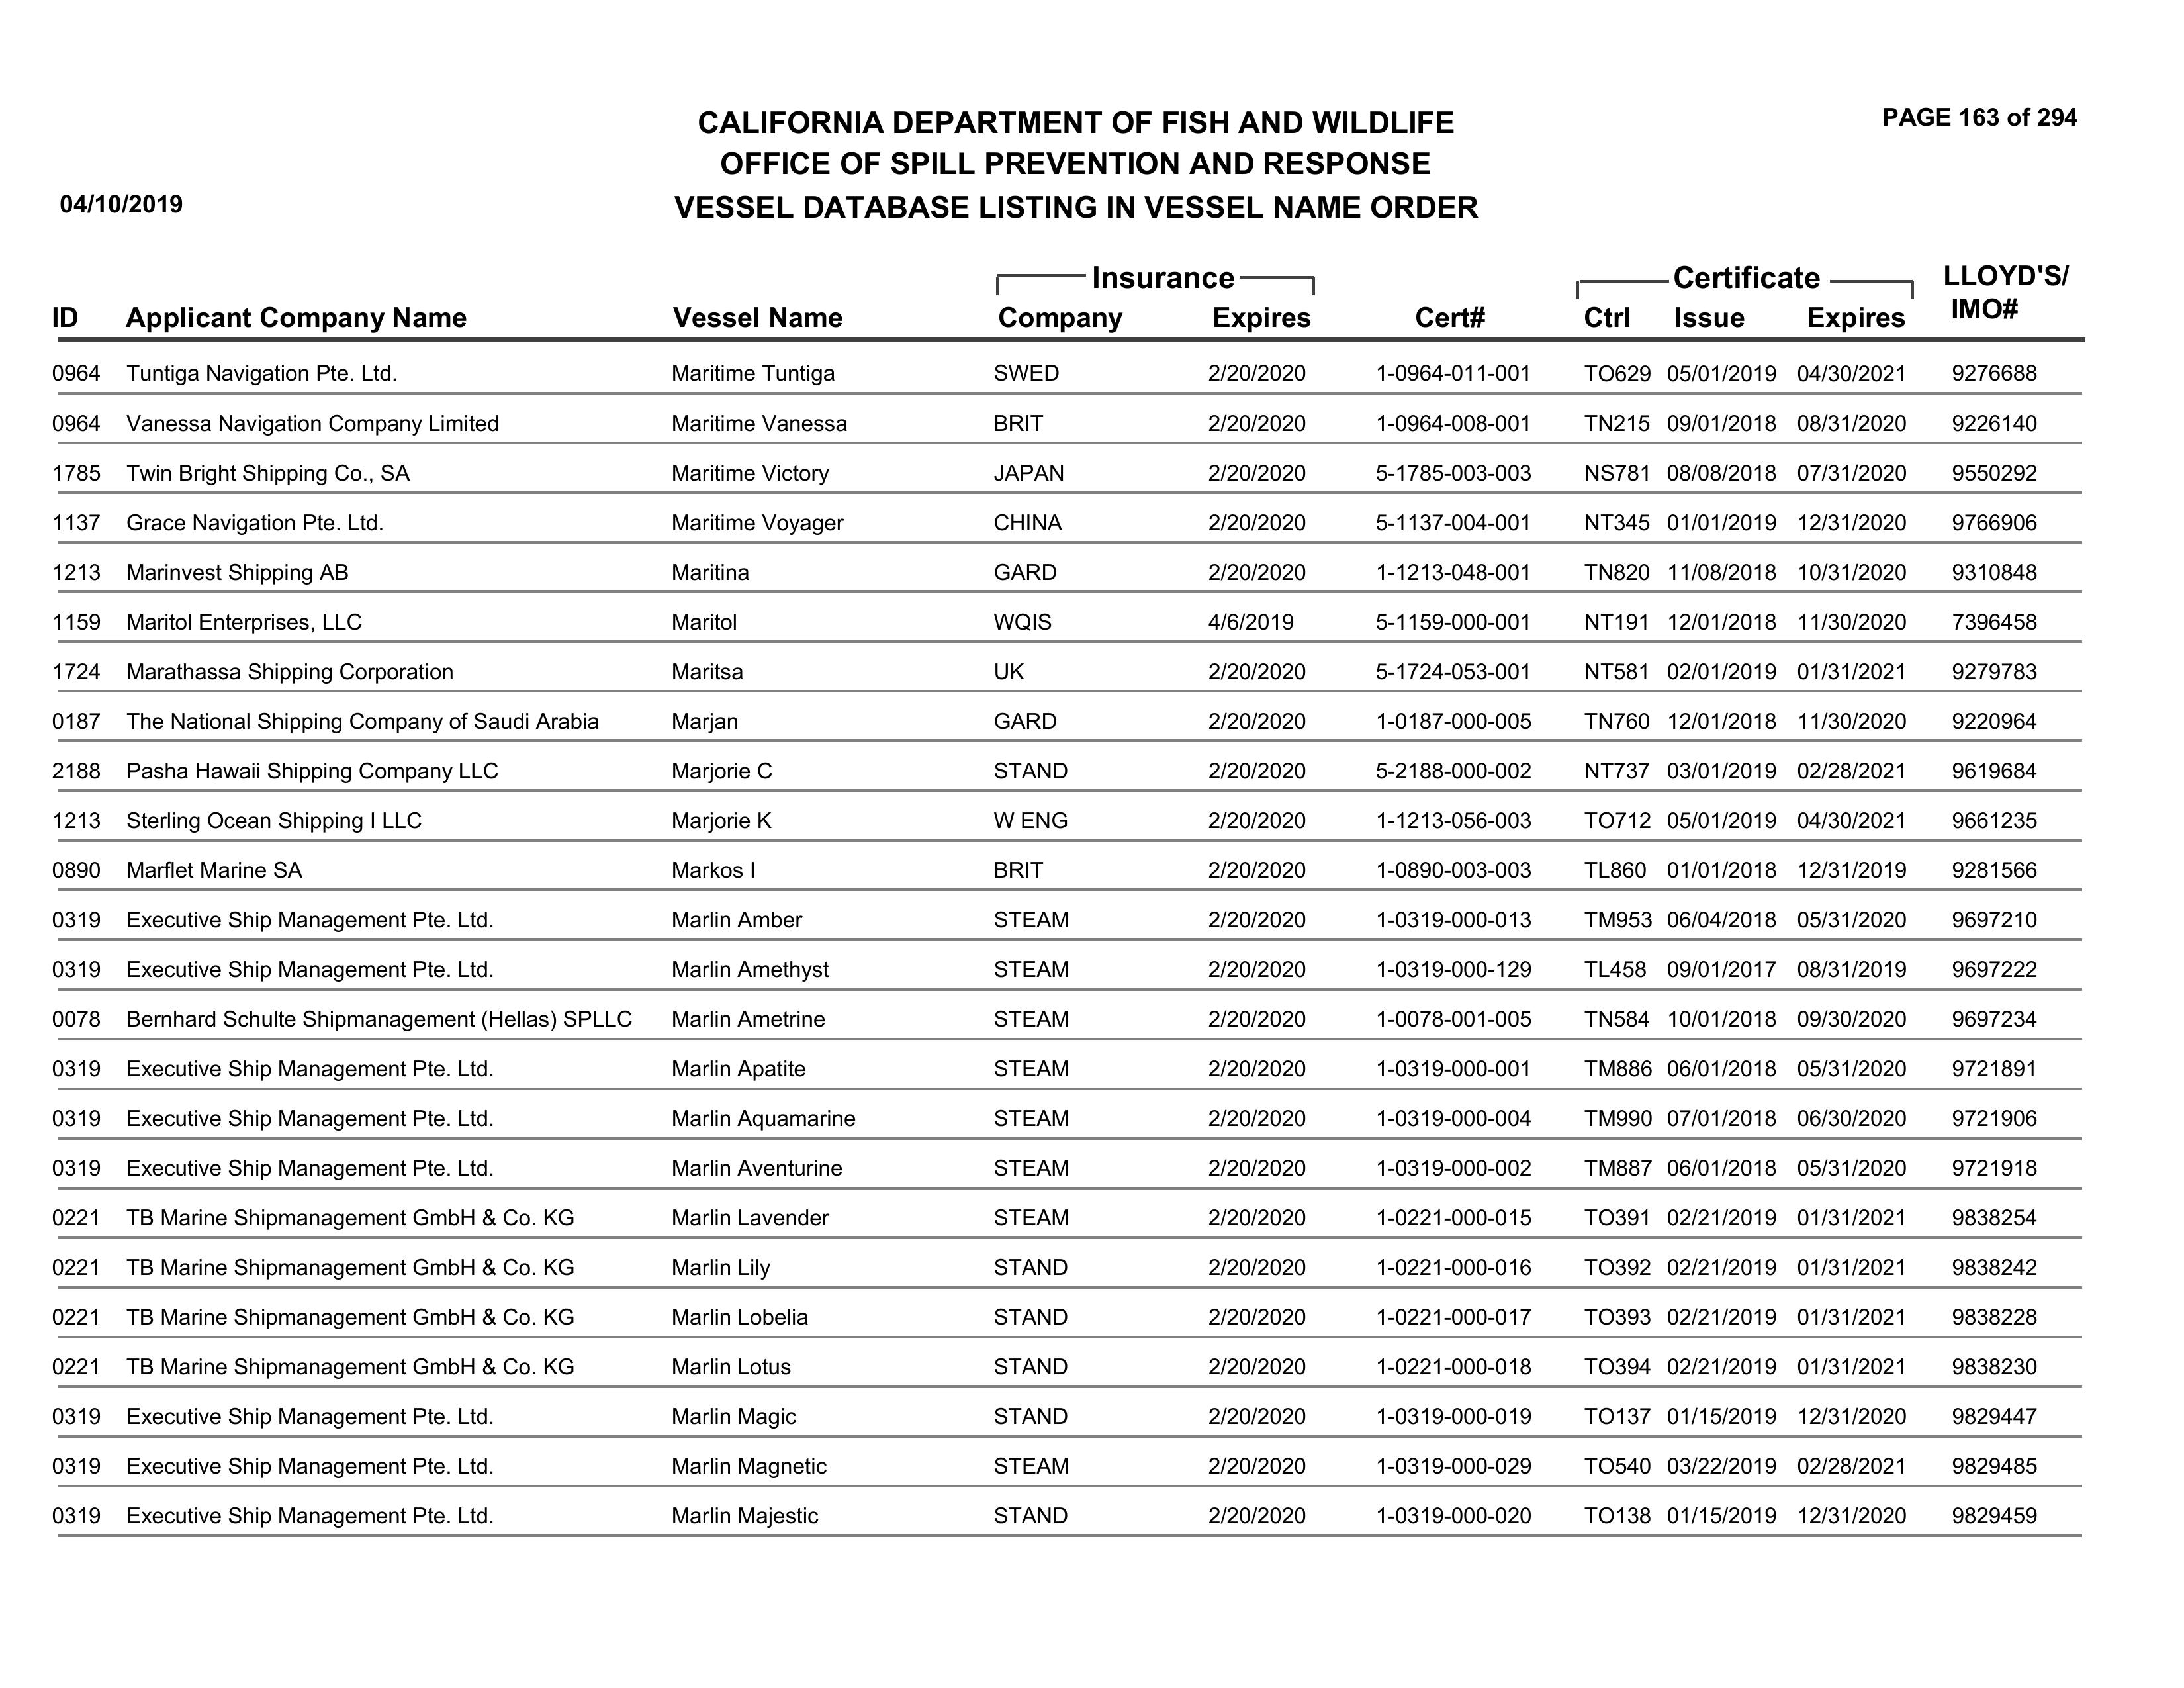 PAGE 163 of 294
CALIFORNIA DEPARTMENT OF FISH AND WILDLIFE
OFFICE OF SPILL PREVENTION AND RESPONSE
04/10/2019 VESSEL DATABASE LISTING IN VESSEL NAME ORDER
Insurance Certificate LLOYD'S/
ID Applicant Company Name Vessel Name Company Expires Cert# Ctrl Issue Expires IMO#
0964 Tuntiga Navigation Pte. Ltd. Maritime Tuntiga SWED 2/20/2020 1-0964-011-001 TO629 05/01/2019 04/30/2021 9276688
0964 Vanessa Navigation Company Limited Maritime Vanessa BRIT 2/20/2020 1-0964-008-001 TN215 09/01/2018 08/31/2020 9226140
1785 Twin Bright Shipping Co., SA Maritime Victory JAPAN 2/20/2020 5-1785-003-003 NS781 08/08/2018 07/31/2020 9550292
1137 Grace Navigation Pte. Ltd. Maritime Voyager CHINA 2/20/2020 5-1137-004-001 NT345 01/01/2019 12/31/2020 9766906
1213 Marinvest Shipping AB Maritina GARD 2/20/2020 1-1213-048-001 TN820 11/08/2018 10/31/2020 9310848
1159 Maritol Enterprises, LLC Maritol WQIS 4/6/2019 5-1159-000-001 NT191 12/01/2018 11/30/2020 7396458
1724 Marathassa Shipping Corporation Maritsa UK 2/20/2020 5-1724-053-001 NT581 02/01/2019 01/31/2021 9279783
0187 The National Shipping Company of Saudi Arabia Marjan GARD 2/20/2020 1-0187-000-005 TN760 12/01/2018 11/30/2020 9220964
2188 Pasha Hawaii Shipping Company LLC Marjorie C STAND 2/20/2020 5-2188-000-002 NT737 03/01/2019 02/28/2021 9619684
1213 Sterling Ocean Shipping I LLC Marjorie K W ENG 2/20/2020 1-1213-056-003 TO712 05/01/2019 04/30/2021 9661235
0890 Marflet Marine SA Markos I BRIT 2/20/2020 1-0890-003-003 TL860 01/01/2018 12/31/2019 9281566
0319 Executive Ship Management Pte. Ltd. Marlin Amber STEAM 2/20/2020 1-0319-000-013 TM953 06/04/2018 05/31/2020 9697210
0319 Executive Ship Management Pte. Ltd. Marlin Amethyst STEAM 2/20/2020 1-0319-000-129 TL458 09/01/2017 08/31/2019 9697222
0078 Bernhard Schulte Shipmanagement (Hellas) SPLLC Marlin Ametrine STEAM 2/20/2020 1-0078-001-005 TN584 10/01/2018 09/30/2020 9697234
0319 Executive Ship Management Pte. Ltd. Marlin Apatite STEAM 2/20/2020 1-0319-000-001 TM886 06/01/2018 05/31/2020 9721891
0319 Executive Ship Management Pte. Ltd. Marlin Aquamarine STEAM 2/20/2020 1-0319-000-004 TM990 07/01/2018 06/30/2020 9721906
0319 Executive Ship Management Pte. Ltd. Marlin Aventurine STEAM 2/20/2020 1-0319-000-002 TM887 06/01/2018 05/31/2020 9721918
0221 TB Marine Shipmanagement GmbH & Co. KG Marlin Lavender STEAM 2/20/2020 1-0221-000-015 TO391 02/21/2019 01/31/2021 9838254
0221 TB Marine Shipmanagement GmbH & Co. KG Marlin Lily STAND 2/20/2020 1-0221-000-016 TO392 02/21/2019 01/31/2021 9838242
0221 TB Marine Shipmanagement GmbH & Co. KG Marlin Lobelia STAND 2/20/2020 1-0221-000-017 TO393 02/21/2019 01/31/2021 9838228
0221 TB Marine Shipmanagement GmbH & Co. KG Marlin Lotus STAND 2/20/2020 1-0221-000-018 TO394 02/21/2019 01/31/2021 9838230
0319 Executive Ship Management Pte. Ltd. Marlin Magic STAND 2/20/2020 1-0319-000-019 TO137 01/15/2019 12/31/2020 9829447
0319 Executive Ship Management Pte. Ltd. Marlin Magnetic STEAM 2/20/2020 1-0319-000-029 TO540 03/22/2019 02/28/2021 9829485
0319 Executive Ship Management Pte. Ltd. Marlin Majestic STAND 2/20/2020 1-0319-000-020 TO138 01/15/2019 12/31/2020 9829459